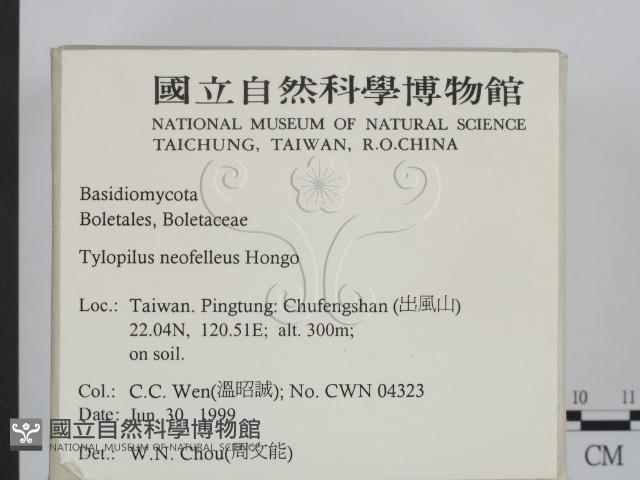 國立自然科學博物館
NATIONAL MUSEUM OF NATURAL SCIENCE
TAICHUNG, TAIWAN, R.O.CHINA
Basidiomycota
Boletales, Boletaceae
Tylopilus neofelleus Hongo
Loc.: Taiwan. Pingtung: Chufengshan (出風山)
22.04N, 120.51E; alt. 300m;
on soil.
Col.: C.C. Wen(溫昭誠); No. CWN 04323
Date: Jun. 30, 1999
Det.: W.N. Chou(周文能)
國立自然科學博物館
NATIONAL MUSEUM OF NATURAL SCIENCE
10 11
CM